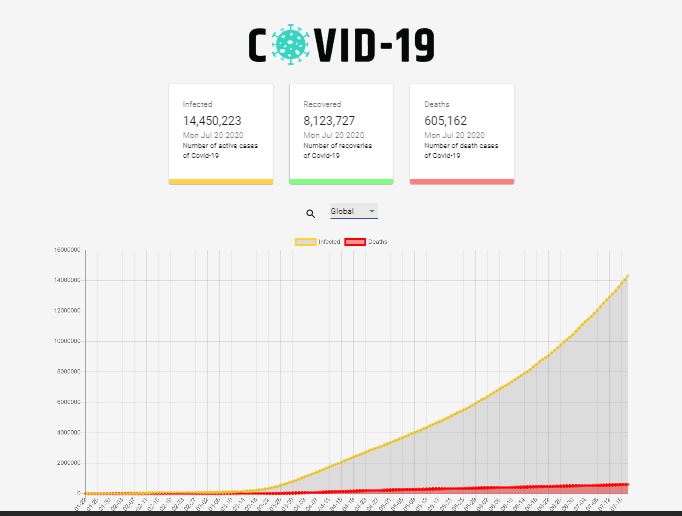 COVID-19
Infected
14,450,223
Mon Jul 20 2020
Number of active cases
of Covid-19
Recovered
8,123,727
Mon Jul 20 2020
Number of recoveries
of Covid-19
Deaths
605,162
Mon Jul 20 2020
Number of death cases
of Covid-19
Global
Infected Deaths
16000000
14000000
12000000
10000000
8000000
6000000
4000000
2000000
0